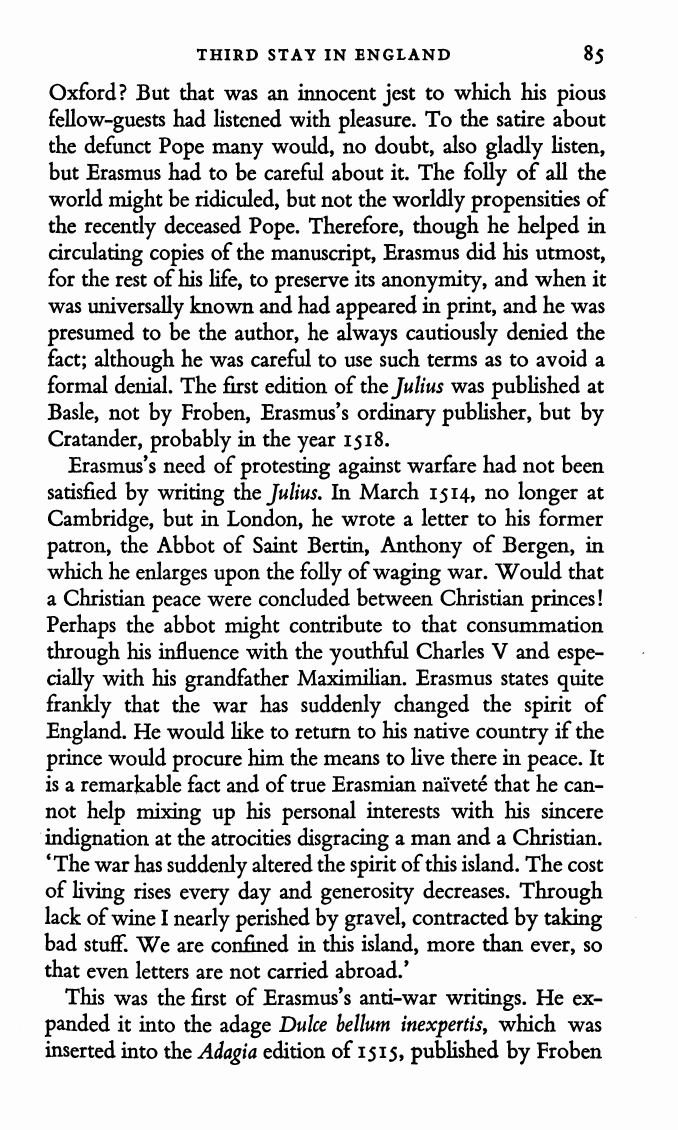 THIRD STAY IN ENGLAND 85
Oxford? But that was an innocent jest to which his pious
fellow-guests had listened with pleasure. To the satire about
the defunct Pope many would, no doubt, also gladly listen,
but Erasmus had to be careful about it. The folly of all the
world might be ridiculed, but not the worldly propensities of
the recently deceased Pope. Therefore, though he helped in
circulating copies of the manuscript, Erasmus did his utmost,
for the rest of his life, to preserve its anonymity, and when it
was universally known and had appeared in print, and he was
presumed to be the author, he always cautiously denied the
fact; although he was careful to use such terms as to avoid a
formal denial. The first edition of the Julius was published at
Basle, not by Froben, Erasmus's ordinary publisher, but by
Cratander, probably in the year 1518.
Erasmus's need of protesting against warfare had not been
satisfied by writing the Julius. In March 1514, no longer at
Cambridge, but in London, he wrote a letter to his former
patron, the Abbot of Saint Bertin, Anthony of Bergen, in
which he enlarges upon the folly of waging war. Would that
a Christian peace were concluded between Christian princes!
Perhaps the abbot might contribute to that consummation
through his influence with the youthful Charles V and espe-
cially with his grandfather Maximilian. Erasmus states quite
frankly that the war has suddenly changed the spirit of
England. He would like to return to his native country if the
prince would procure him the means to live there in peace. It
is a remarkable fact and of true Erasmian naïveté that he can-
not help mixing up his personal interests with his sincere
indignation at the atrocities disgracing a man and a Christian.
‘The war has suddenly altered the spirit of this island. The cost
of living rises every day and generosity decreases. Through
lack of wine I nearly perished by gravel, contracted by taking
bad stuff. We are confined in this island, more than ever, so
that even letters are not carried abroad.’
This was the first of Erasmus's anti-war writings. He ex-
panded it into the adage Dulce bellum inexpertis, which was
inserted into the Adagia edition of 1515, published by Froben